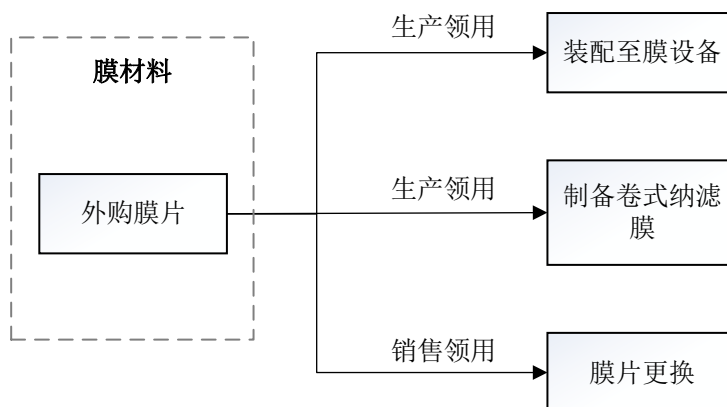 生产领用
装配至膜设备
膜材料
外购膜片
生产领用
制备卷式纳滤
膜
销售领用
膜片更换